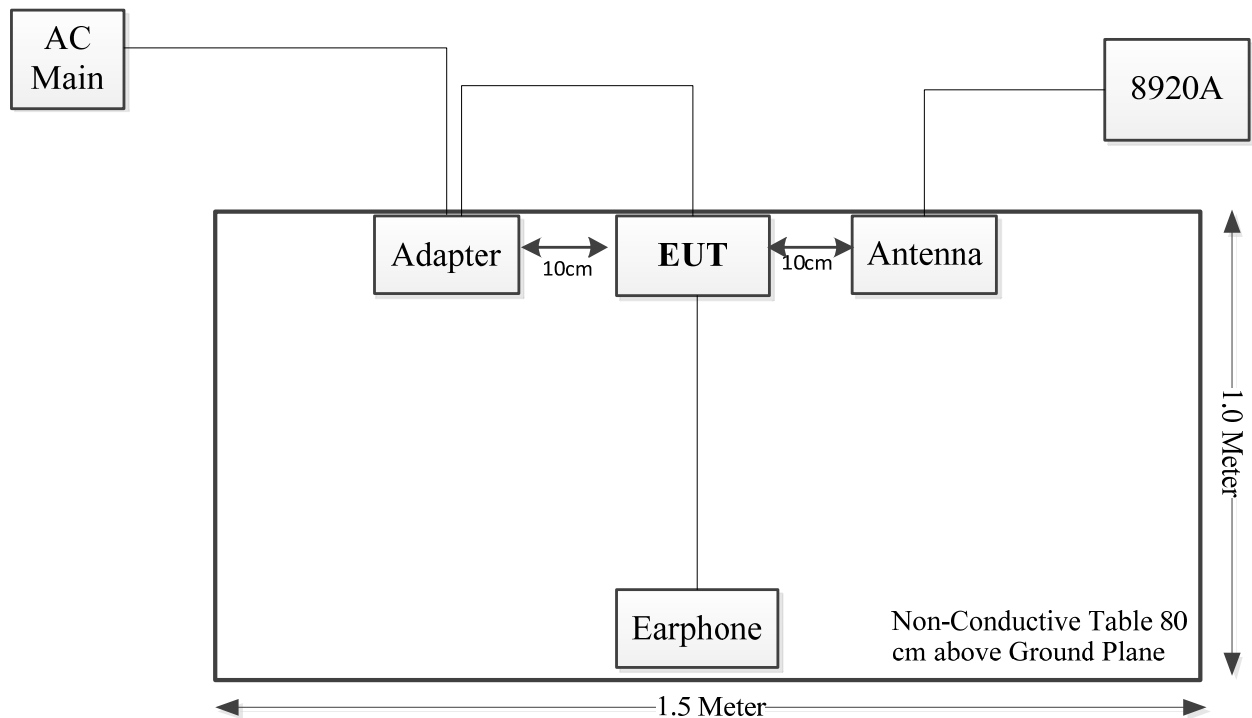 AC
Main
8920A
Adapter
10cm
EUT
10cm
Antenna
1.0 Meter
Earphone
Non-Conductive Table 80
cm above Ground Plane
1.5 Meter